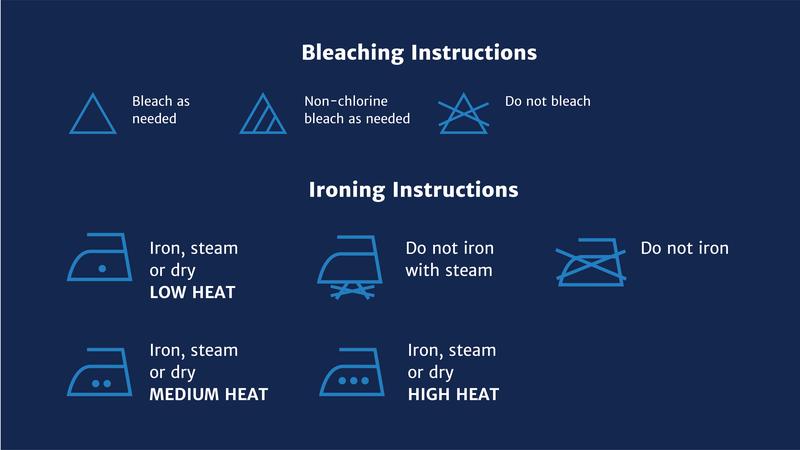 Bleaching Instructions
Bleach as
needed
Non-chlorine
bleach as needed
Do not bleach
Ironing Instructions
Iron, steam
or dry
LOW HEAT
Do not iron
with steam
Do not iron
Iron, steam
or dry
MEDIUM HEAT
Iron, steam
or dry
HIGH HEAT